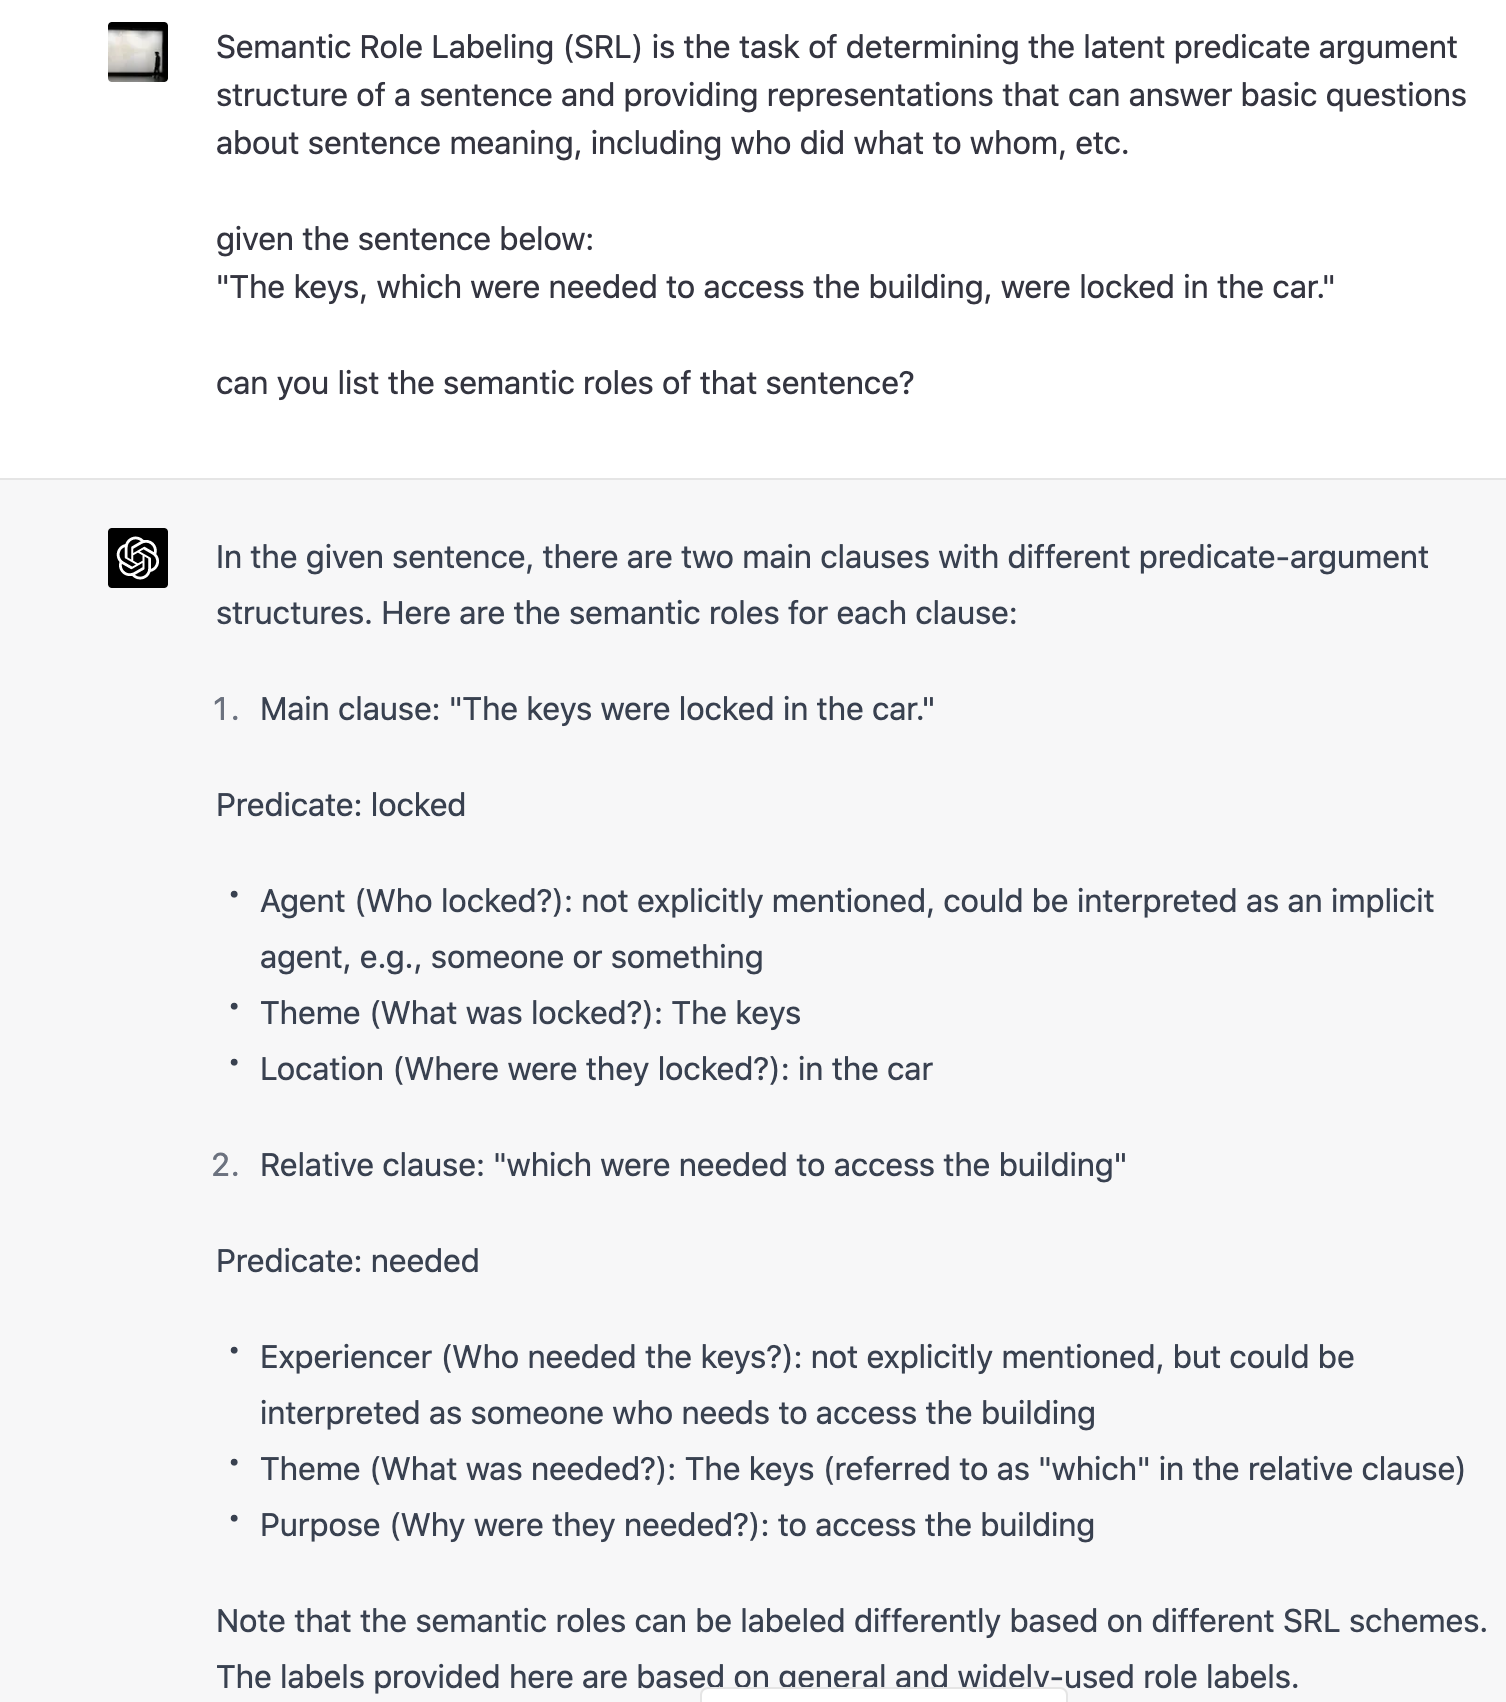 Semantic Role Labeling (SRL) is the task of determining the latent predicate argument
structure of a sentence and providing representations that can answer basic questions
about sentence meaning, including who did what to whom, etc.
given the sentence below:
"The keys, which were needed to access the building, were locked in the car."
can you list the semantic roles of that sentence?
In the given sentence, there are two main clauses with different predicate-argument
structures. Here are the semantic roles for each clause:
1. Main clause: "The keys were locked in the car."
Predicate: locked
• Agent (Who locked?): not explicitly mentioned, could be interpreted as an implicit
agent, e.g., someone or something
• Theme (What was locked?): The keys
• Location (Where were they locked?): in the car
2. Relative clause: "which were needed to access the building"
Predicate: needed
• Experiencer (Who needed the keys?): not explicitly mentioned, but could be
interpreted as someone who needs to access the building
• Theme (What was needed?): The keys (referred to as "which" in the relative clause)
• Purpose (Why were they needed?): to access the building
Note that the semantic roles can be labeled differently based on different SRL schemes.
The labels provided here are based on general and widely-used role labels.